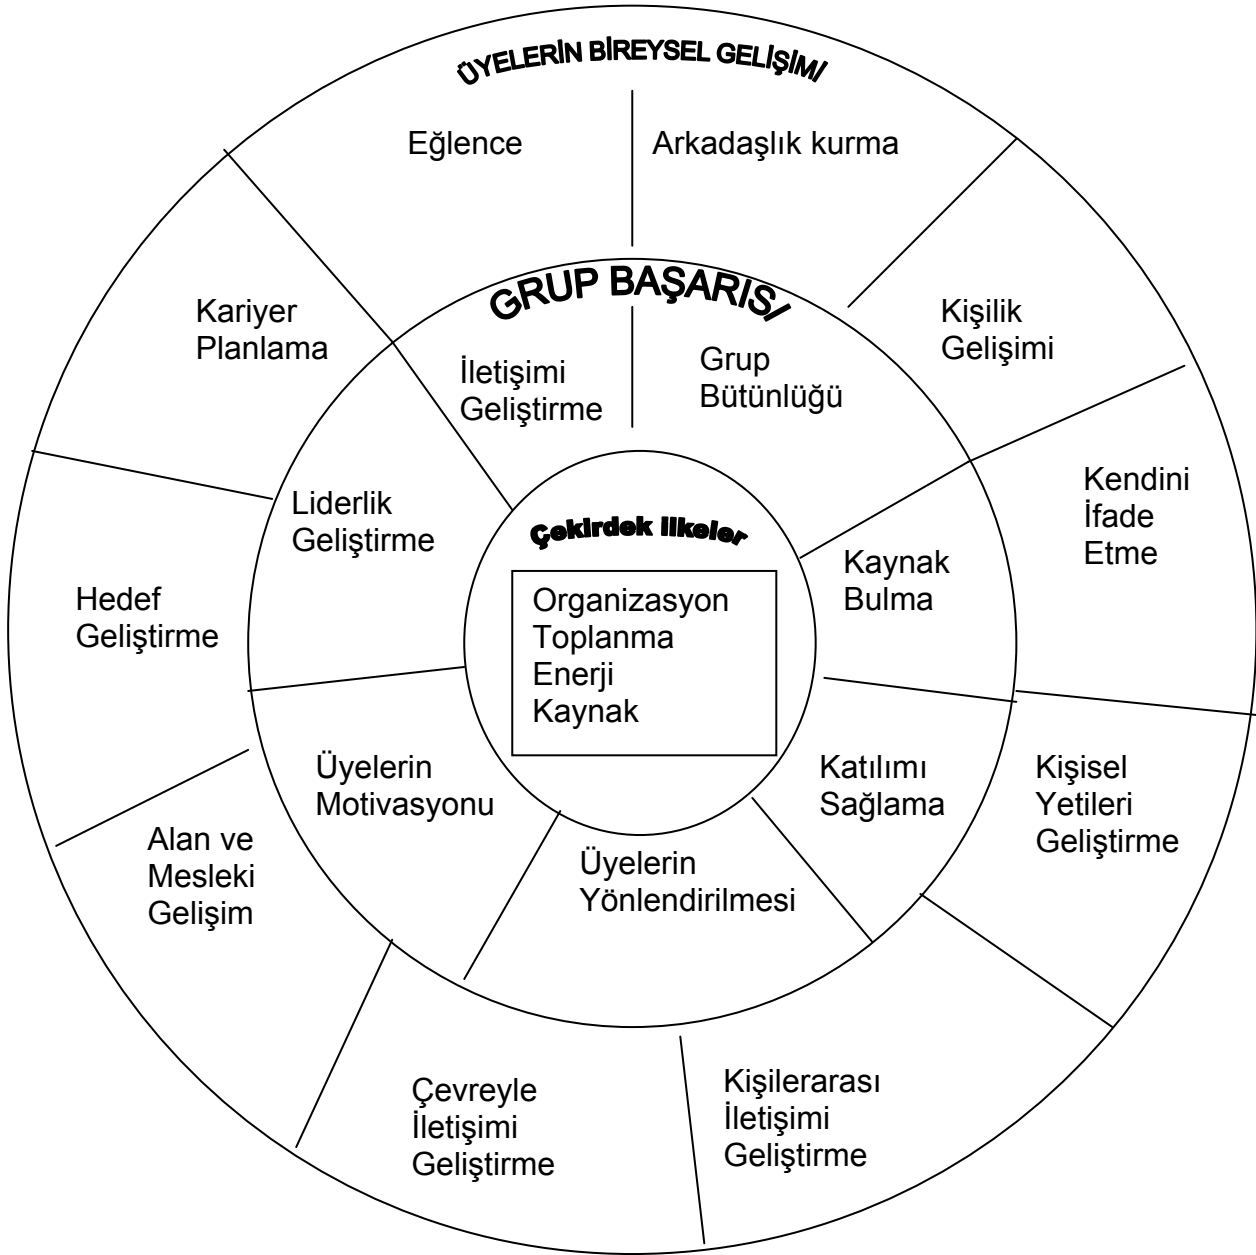 ÜYELERİN BİREYSEL GELİŞİMİ
Eğlence
Arkadaşlık kurma
Kişilik
Gelişimi
Kendini
İfade
Etme
Kişisel
Yetileri
Geliştirme
Kişilerarası
İletişimi
Geliştirme
Çevreyle
İletişimi
Geliştirme
Alan ve
Mesleki
Gelişim
Hedef
Geliştirme
Kariyer
Planlama
GRUP BAŞARISI
İletişimi
Geliştirme
Grup
Bütünlüğü
Kaynak
Bulma
Katılımı
Sağlama
Üyelerin
Yönlendirilmesi
Üyelerin
Motivasyonu
Liderlik
Geliştirme
Çekirdek ilkeler
Organizasyon
Toplanma
Enerji
Kaynak